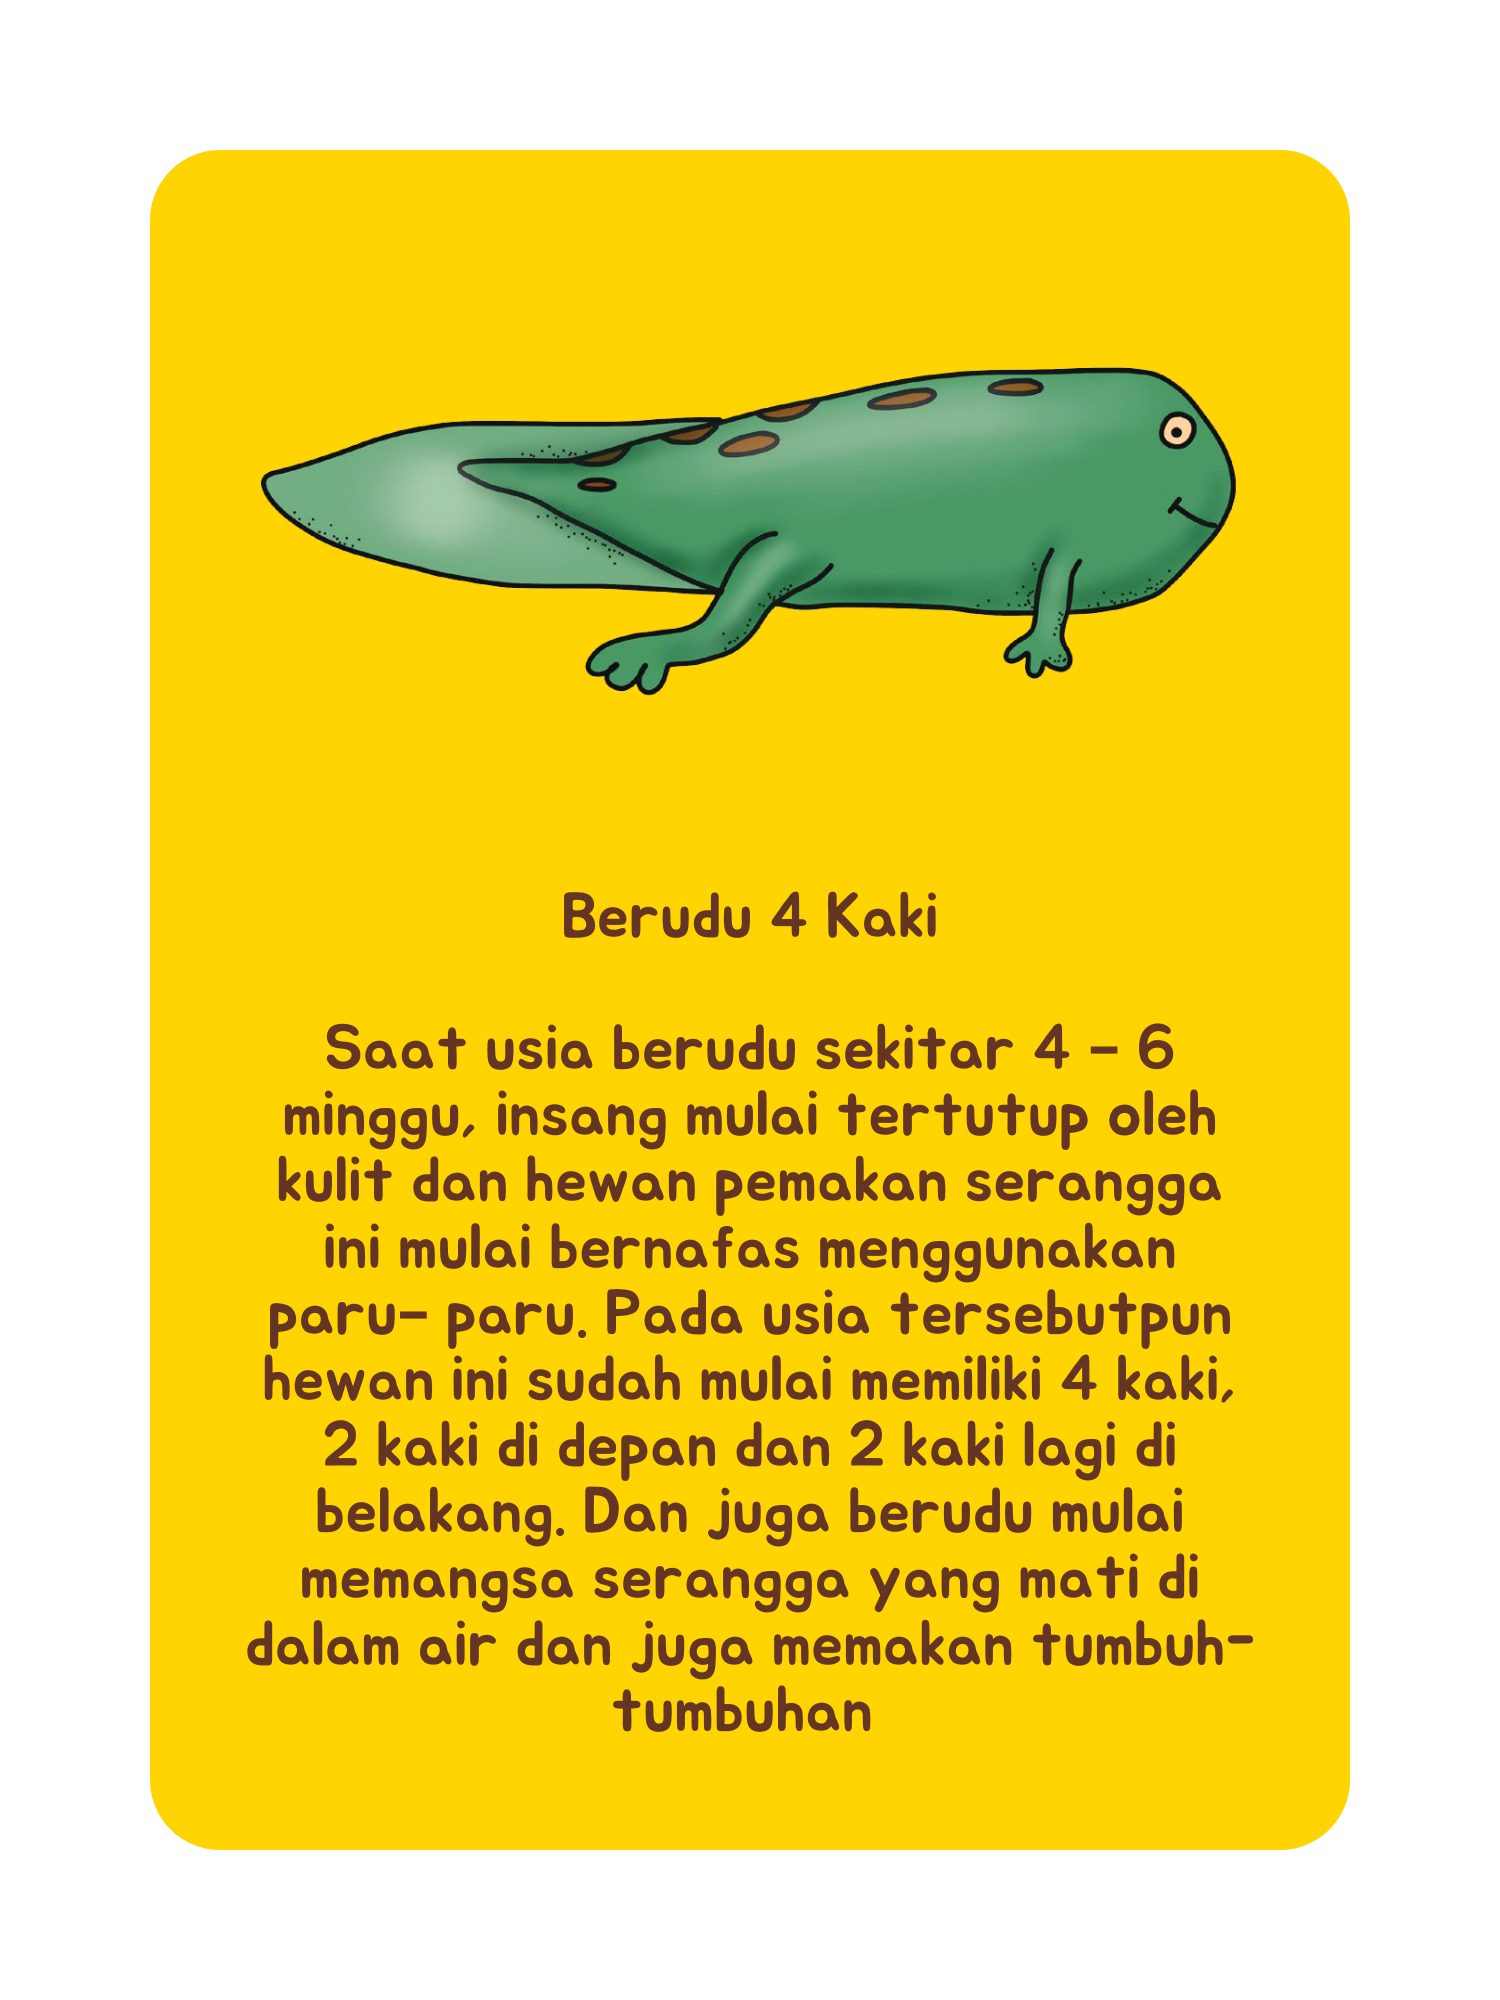 Berudu 4 Kaki
Saat usia berudu sekitar 4 - 6
minggu, insang mulai tertutup oleh
kulit dan hewan pemakan serangga
ini mulai bernafas menggunakan
paru- paru. Pada usia tersebutpun
hewan ini sudah mulai memiliki 4 kaki,
2 kaki di depan dan 2 kaki lagi di
belakang. Dan juga berudu mulai
memangsa serangga yang mati di
dalam air dan juga memakan tumbuh-
tumbuhan